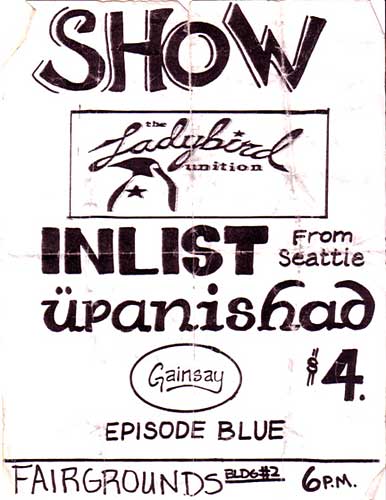 SHOW
the
Ladybird
unition
INLIST From Seattle
üpanishad
Gainsay
$4.
EPISODE BLUE
FAIRGROUNDS BLDG #2 6 P.M.